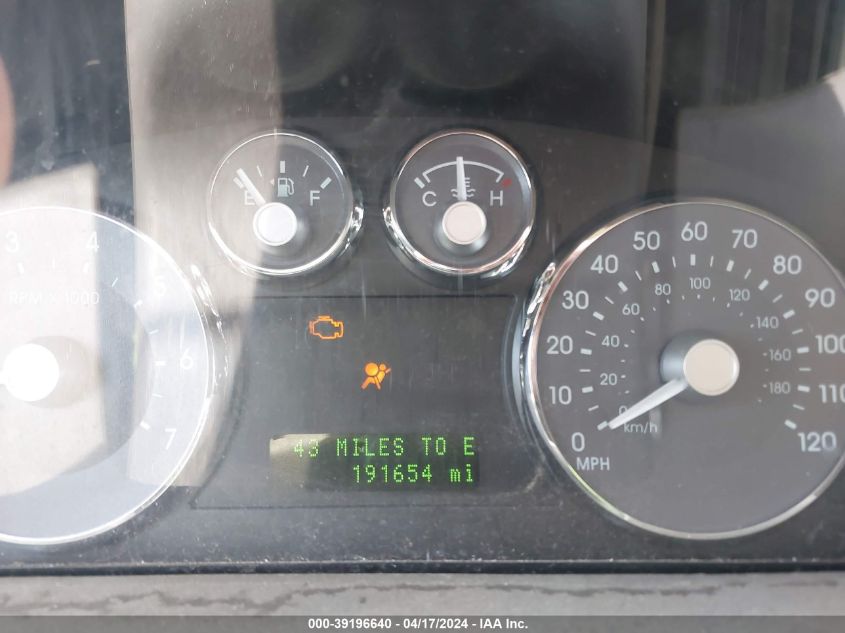 E F
C H
3 4 5 6 7
RPM x 1000
0 10 20 30 40 50 60 70 80 90 100 110 120
0 20 40 60 80 100 120 140 160 180
km/h
MPH
43 MILES TO E
191654 mi
000-39196640 / 04/17/2024 - IAA Inc.